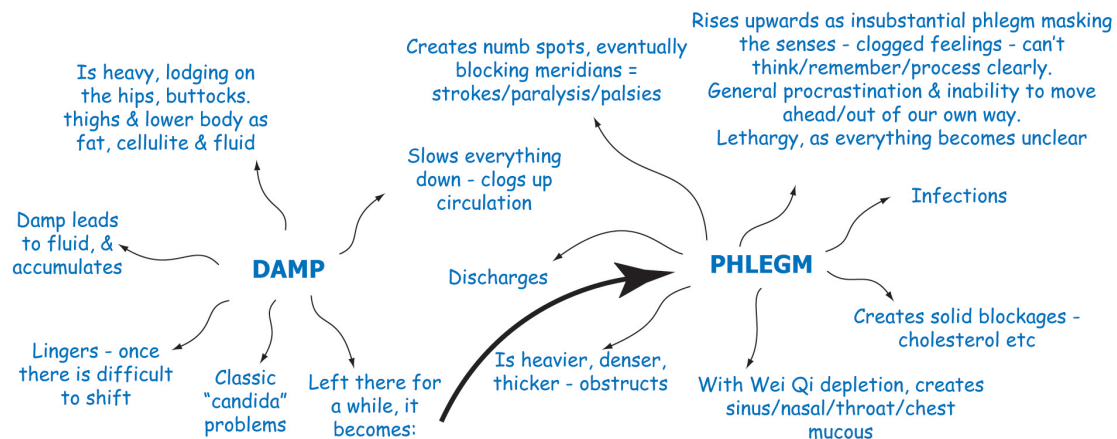 Is heavy, lodging on
the hips, buttocks.
thighs & lower body as
fat, cellulite & fluid
Slows everything
down - clogs up
circulation
Damp leads
to fluid, &
accumulates
DAMP
Lingers - once
there is difficult
to shift
Classic
“candida”
problems
Left there for
a while, it
becomes:
Creates numb spots, eventually
blocking meridians =
strokes/paralysis/palsies
Rises upwards as insubstantial phlegm masking
the senses - clogged feelings - can’t
think/remember/process clearly.
General procrastination & inability to move
ahead/out of our own way.
Lethargy, as everything becomes unclear
Infections
Discharges
PHLEGM
Creates solid blockages -
cholesterol etc
Is heavier, denser,
thicker - obstructs
With Wei Qi depletion, creates
sinus/nasal/throat/chest
mucous